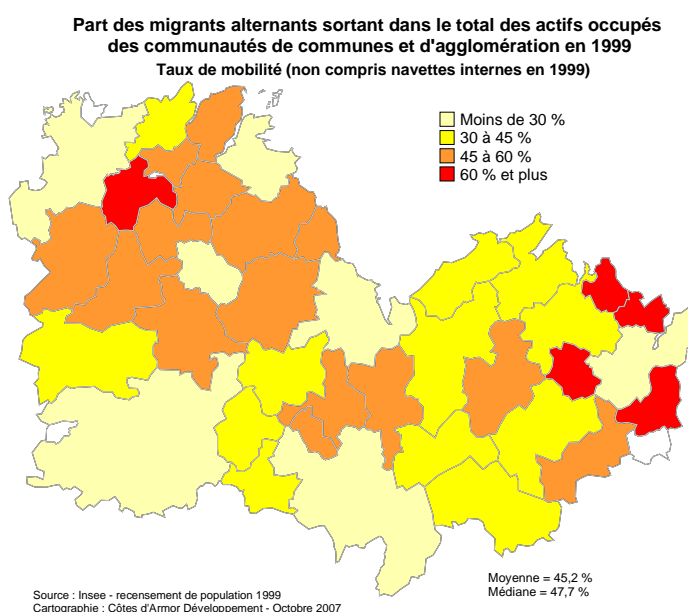 Part des migrants alternants sortant dans le total des actifs occupés
des communautés de communes et d'agglomération en 1999
Taux de mobilité (non compris navettes internes en 1999)
Moins de 30 %
30 à 45 %
45 à 60 %
60 % et plus
Moyenne = 45,2 %
Médiane = 47,7 %
Source : Insee - recensement de population 1999
Cartographie : Côtes d'Armor Développement - Octobre 2007